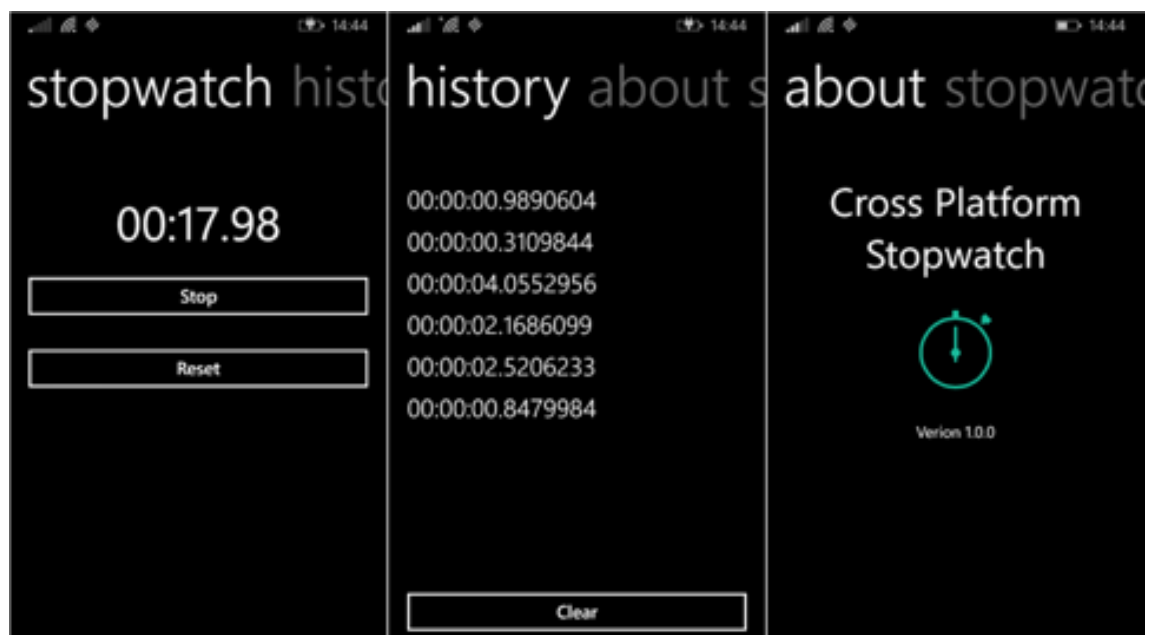 14:44
stopwatch histo
00:17.98
Stop
Reset
14:44
history about s
00:00:00.9890604
00:00:00.3109844
00:00:04.0552956
00:00:02.1686099
00:00:02.5206233
00:00:00.8479984
Clear
14:44
about stopwatc
Cross Platform
Stopwatch
Verion 1.0.0